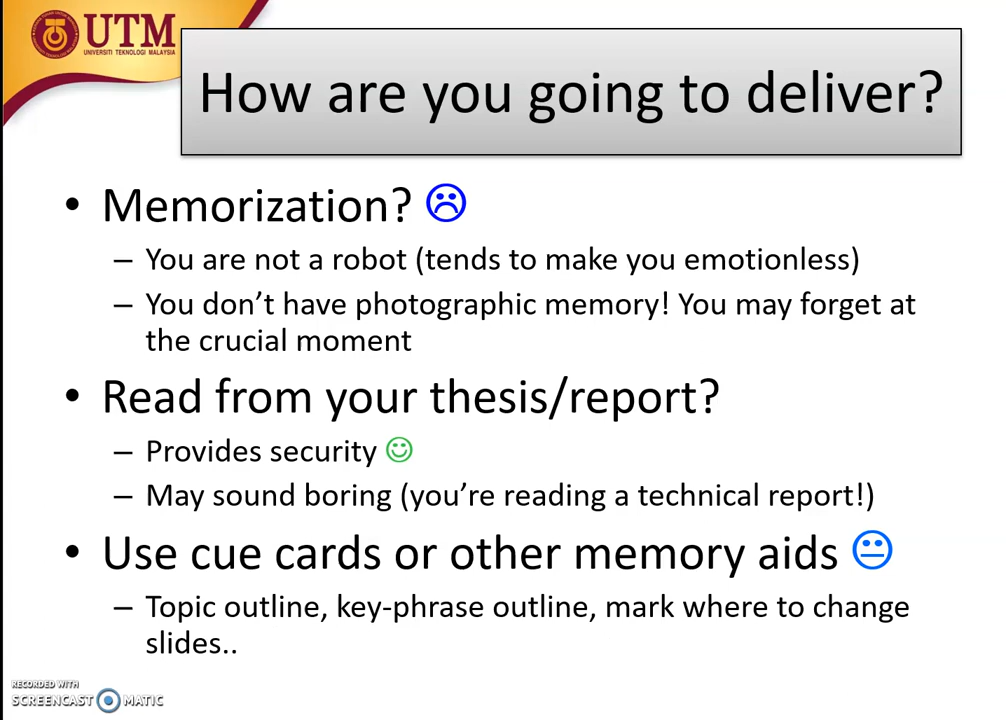 UTM
UNIVERSITI TEKNOLOGI MALAYSIA
How are you going to deliver?
• Memorization?
– You are not a robot (tends to make you emotionless)
– You don't have photographic memory! You may forget at
the crucial moment
• Read from your thesis/report?
– Provides security
– May sound boring (you're reading a technical report!)
• Use cue cards or other memory aids
– Topic outline, key-phrase outline, mark where to change
slides..
RECORDED WITH
SCREENCAST MATIC